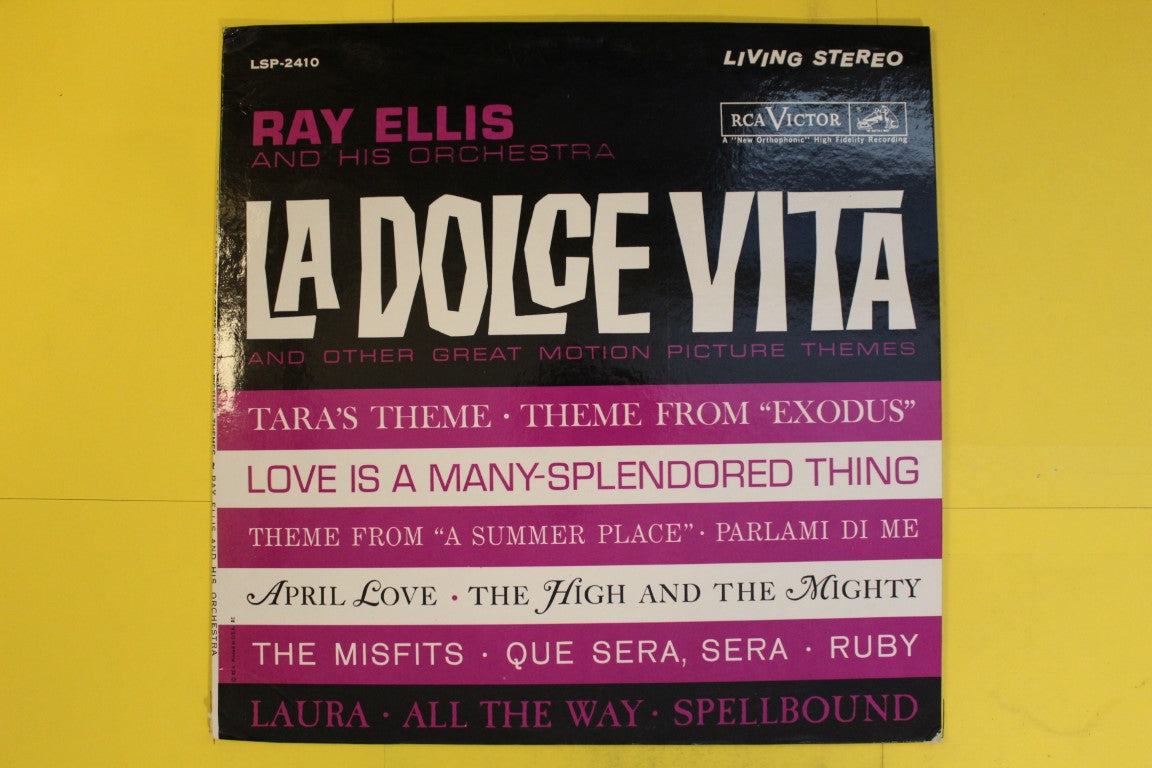 LSP-2410
LIVING STEREO
RAY ELLIS
AND HIS ORCHESTRA
RCA VICTOR
A "New Orthophonic" High Fidelity Recording
LA DOLCE VITA
AND OTHER GREAT MOTION PICTURE THEMES
TARA'S THEME · THEME FROM “EXODUS”
LOVE IS A MANY-SPLENDORED THING
THEME FROM “A SUMMER PLACE” · PARLAMI DI ME
APRIL LOVE • THE HIGH AND THE MIGHTY
THE MISFITS · QUE SERA, SERA · RUBY
LAURA · ALL THE WAY · SPELLBOUND
THEMES
RAY ELLIS AND HIS ORCHESTRA